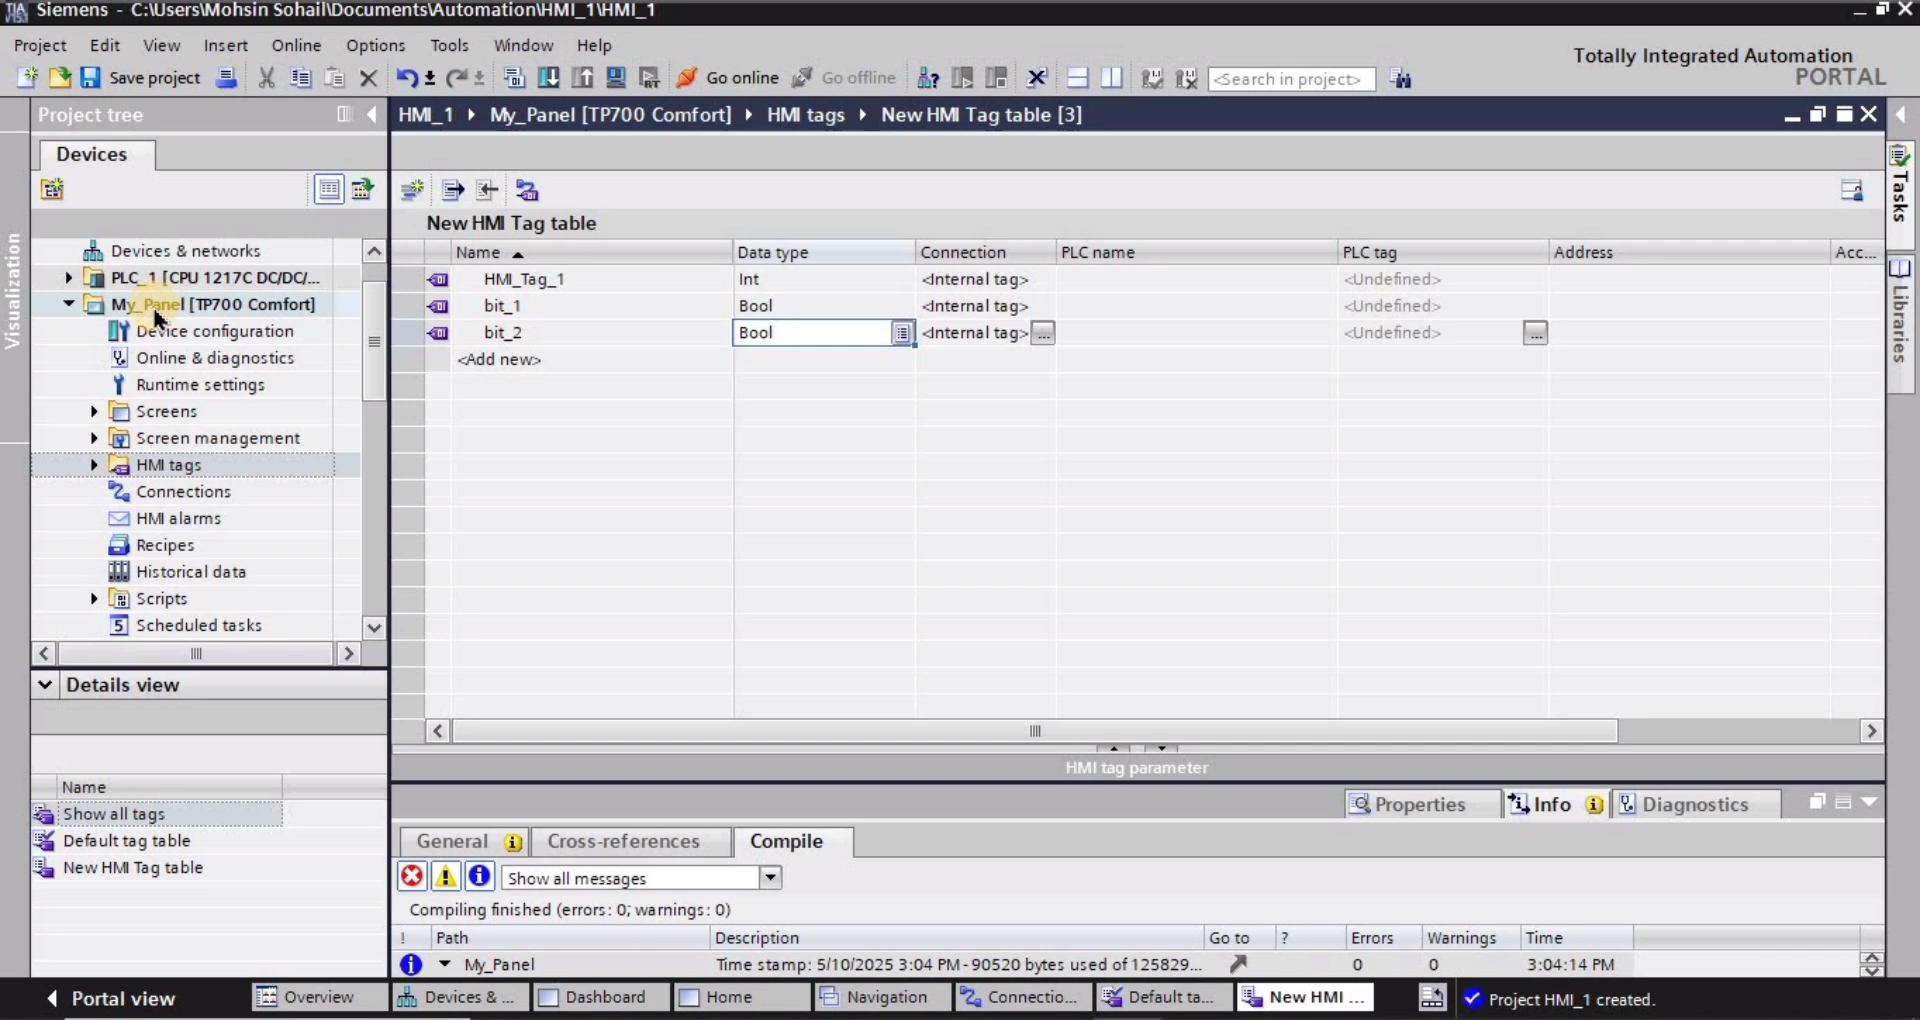 Siemens - C:\Users\Mohsin Sohail\Documents\Automation\HMI_1\HMI_1
Project Edit View Insert Online Options Tools Window Help
Totally Integrated Automation
PORTAL
Save project Go online Go offline <Search in project>
Project tree
HMI_1 ▸ My_Panel [TP700 Comfort] ▸ HMI tags ▸ New HMI Tag table [3]
Devices
Visualization
Devices & networks
PLC_1 [CPU 1217C DC/DC/...
My_Panel [TP700 Comfort]
Device configuration
Online & diagnostics
Runtime settings
Screens
Screen management
HMI tags
Connections
HMI alarms
Recipes
Historical data
Scripts
Scheduled tasks
Details view
Name
Show all tags
Default tag table
New HMI Tag table
New HMI Tag table
Name Data type Connection PLC name PLC tag Address Acc...
HMI_Tag_1 Int <Internal tag> <Undefined>
bit_1 Bool <Internal tag> <Undefined>
bit_2 Bool <Internal tag> ... <Undefined> ...
<Add new>
HMI tag parameter
Properties Info Diagnostics
General Cross-references Compile
Show all messages
Compiling finished (errors: 0; warnings: 0)
! Path Description Go to ? Errors Warnings Time
My_Panel Time stamp: 5/10/2025 3:04 PM - 90520 bytes used of 125829... 0 0 3:04:14 PM
Tasks
Libraries
Portal view Overview Devices & ... Dashboard Home Navigation Connectio... Default ta... New HMI ... Project HMI_1 created.